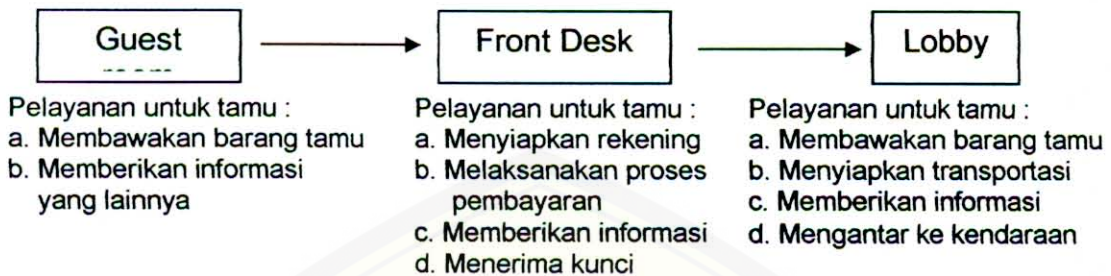 Guest
Front Desk
Lobby
Pelayanan untuk tamu :
a. Membawakan barang tamu
b. Memberikan informasi
yang lainnya
Pelayanan untuk tamu :
a. Menyiapkan rekening
b. Melaksanakan proses
pembayaran
c. Memberikan informasi
d. Menerima kunci
Pelayanan untuk tamu :
a. Membawakan barang tamu
b. Menyiapkan transportasi
c. Memberikan informasi
d. Mengantar ke kendaraan